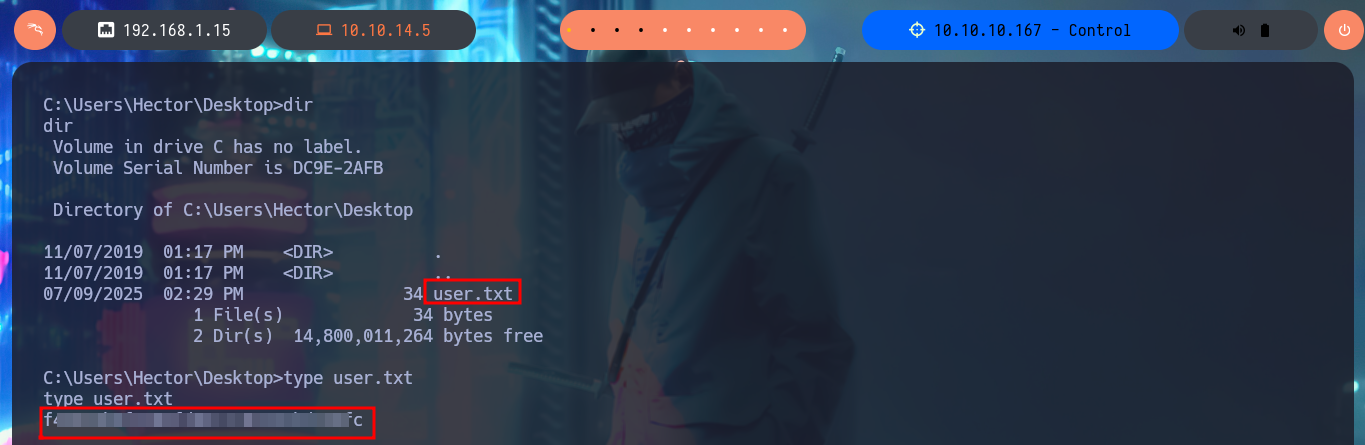 192.168.1.15 10.10.14.5 10.10.10.167 - Control
C:\Users\Hector\Desktop>dir
dir
Volume in drive C has no label.
Volume Serial Number is DC9E-2AFB
Directory of C:\Users\Hector\Desktop
11/07/2019 01:17 PM <DIR> .
11/07/2019 01:17 PM <DIR> ..
07/09/2025 02:29 PM 34 user.txt
1 File(s) 34 bytes
2 Dir(s) 14,800,011,264 bytes free
C:\Users\Hector\Desktop>type user.txt
type user.txt